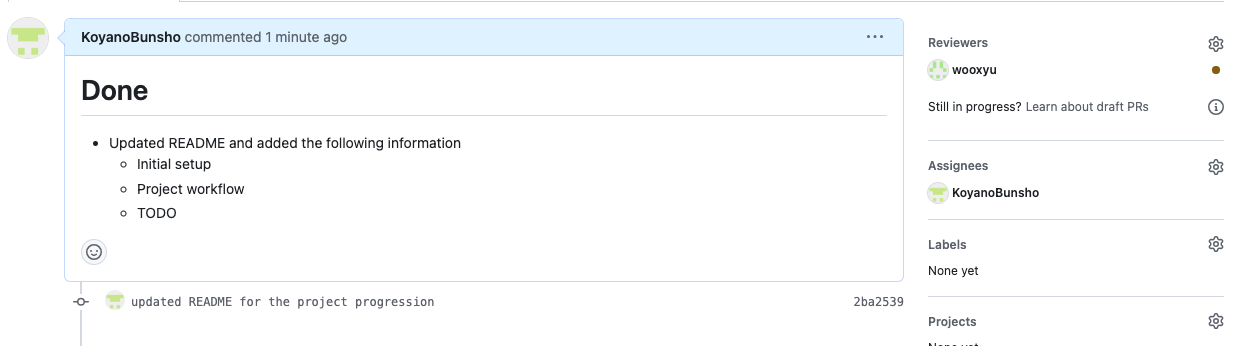 KoyanoBunsho commented 1 minute ago
Done
Updated README and added the following information
Initial setup
Project workflow
TODO
updated README for the project progression 2ba2539
Reviewers
wooxyu
Still in progress? Learn about draft PRs
Assignees
KoyanoBunsho
Labels
None yet
Projects
None yet